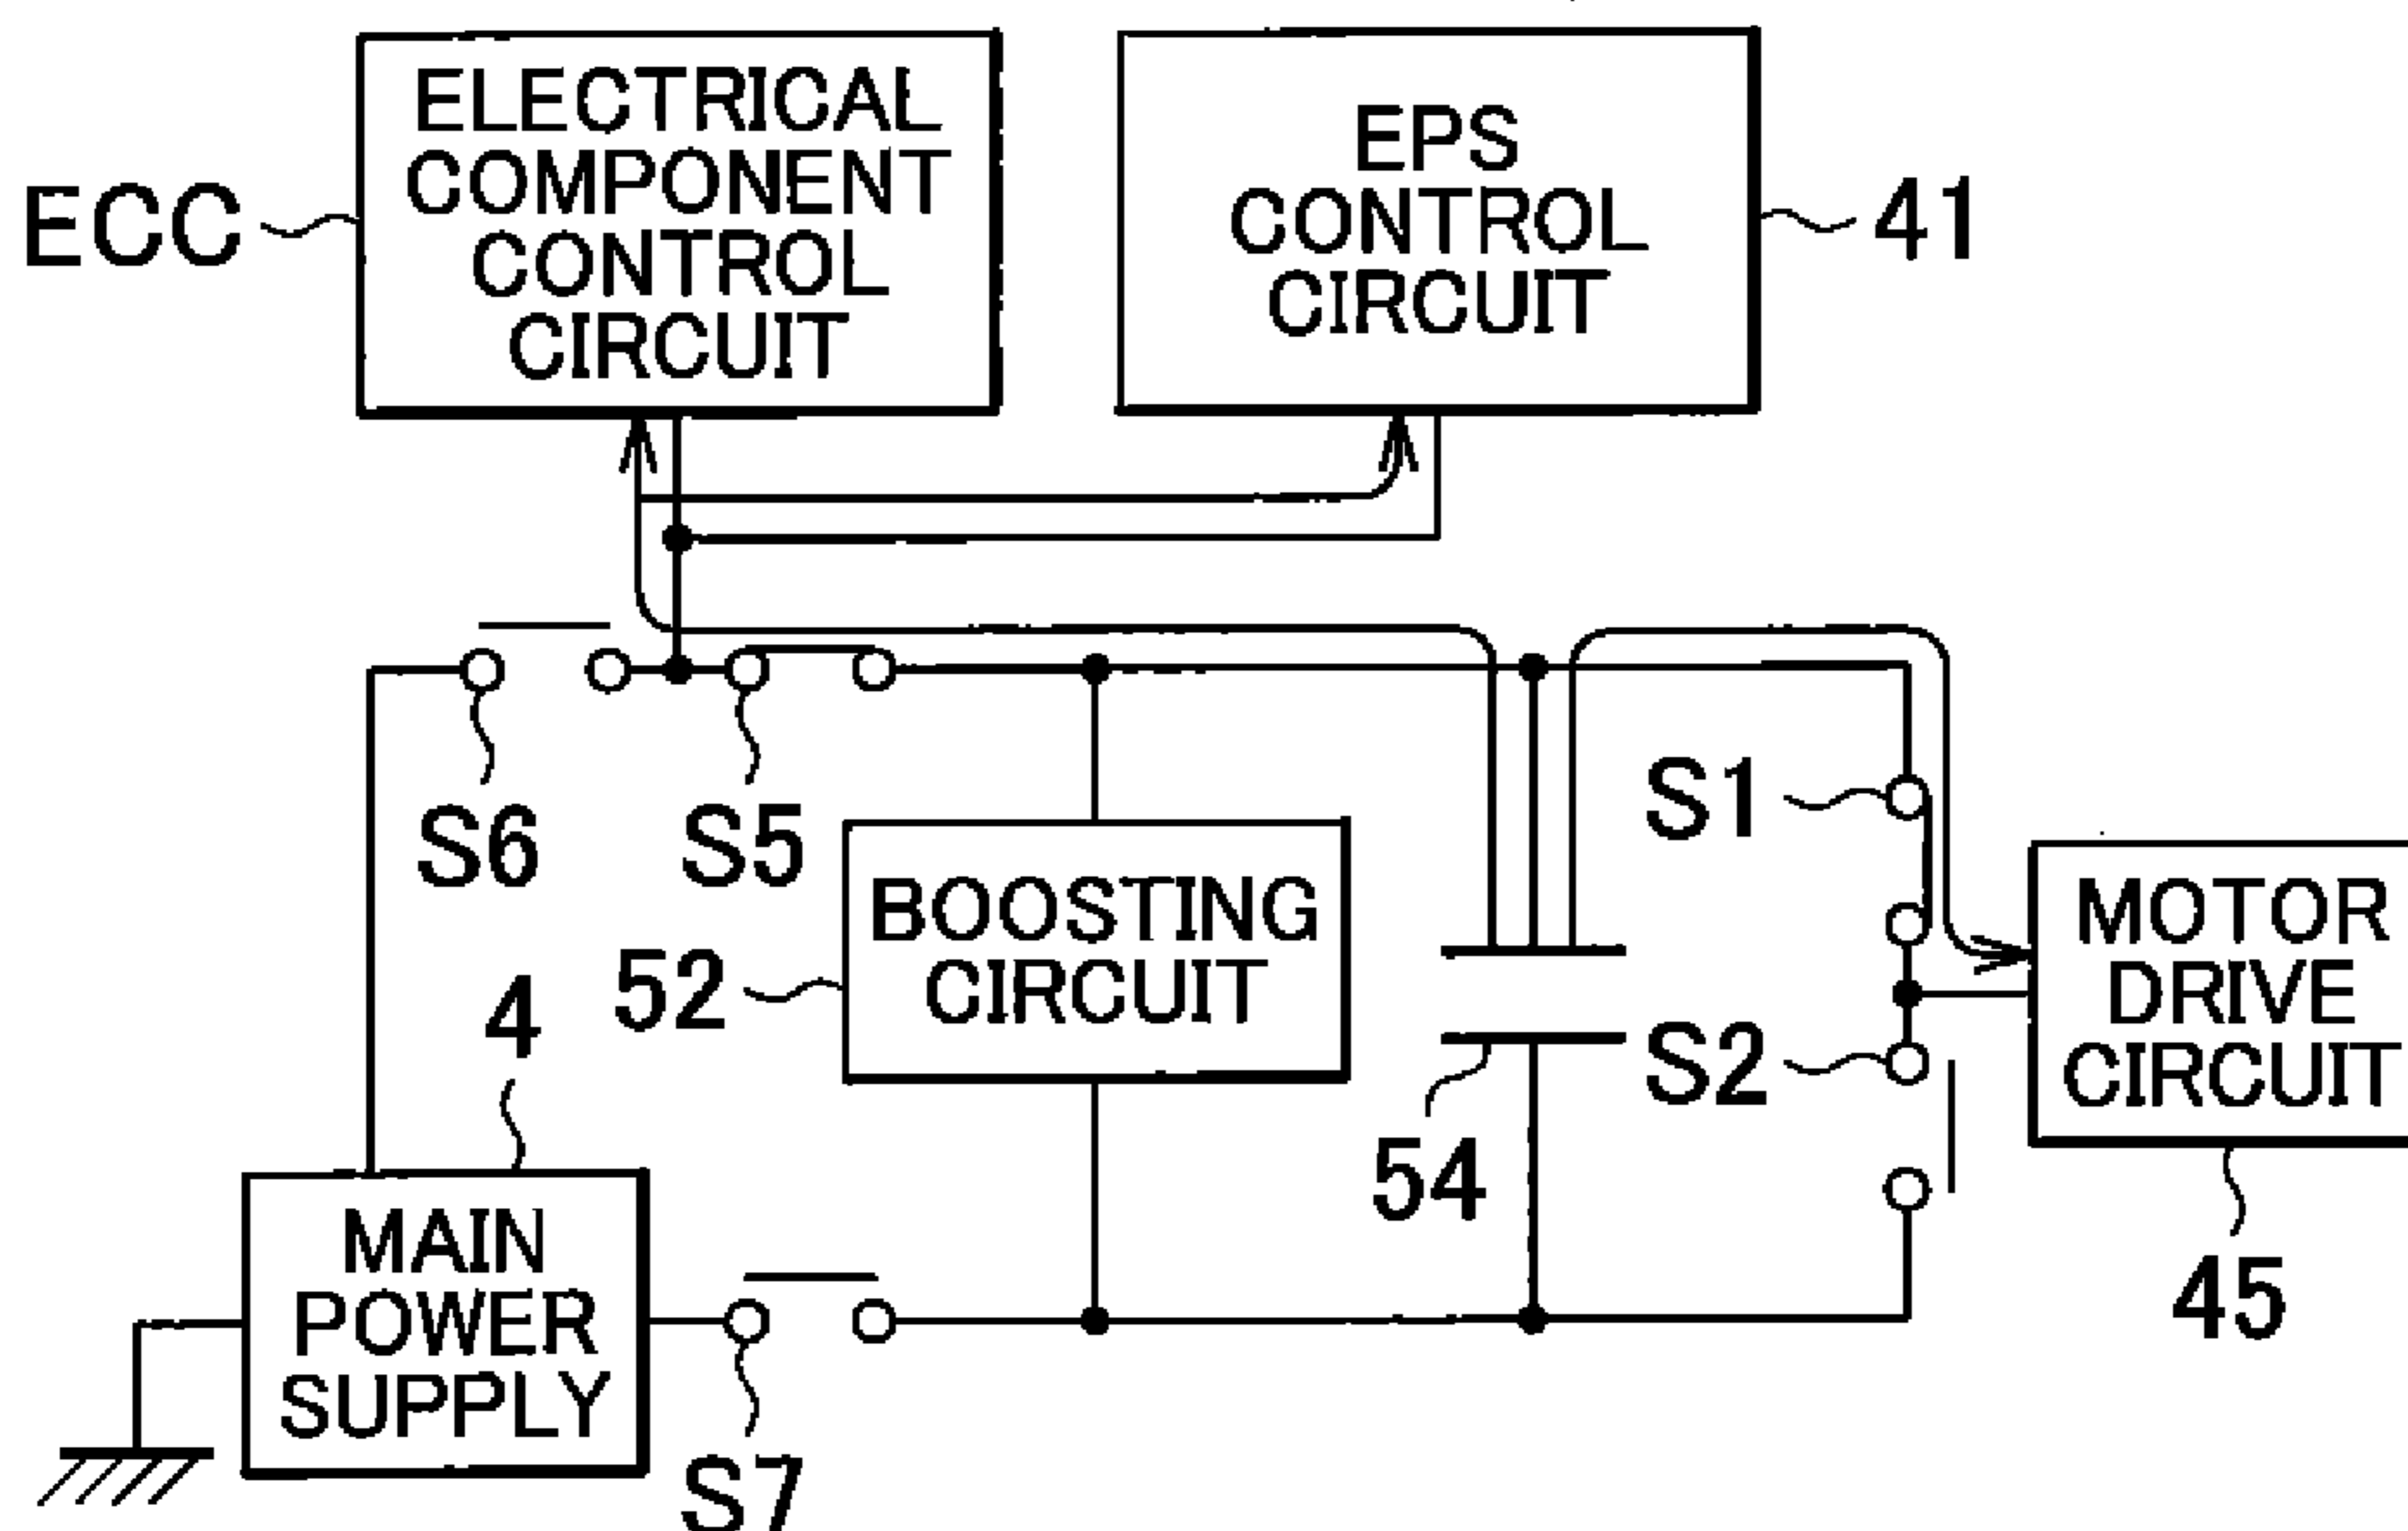 ECC
ELECTRICAL
COMPONENT
CONTROL
CIRCUIT
EPS
CONTROL
CIRCUIT
41
S6
S5
S1
52
BOOSTING
CIRCUIT
MOTOR
DRIVE
CIRCUIT
4
S2
54
45
MAIN
POWER
SUPPLY
S7